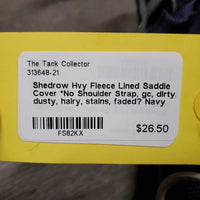 The Tack Collector
313648-21
Shedrow Hvy Fleece Lined Saddle
Cover *No Shoulder Strap, gc, dirty
dusty, hairy, stains, faded? Navy
$26.50
FS82KX